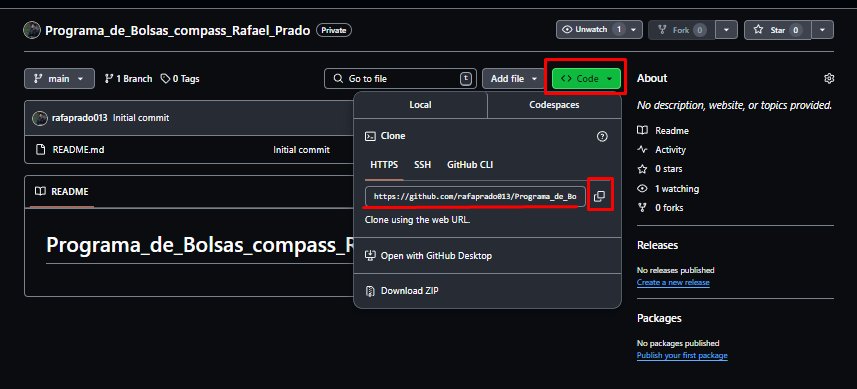 Programa_de_Bolsas_compass_Rafael_Prado Private
Unwatch 1 Fork 0 Star 0
main 1 Branch 0 Tags Go to file t Add file <> Code
Local Codespaces
Clone
HTTPS SSH GitHub CLI
https://github.com/rafaprado013/Programa_de_Bo
Clone using the web URL.
Open with GitHub Desktop
Download ZIP
rafaprado013 Initial commit
README.md Initial commit
README
Programa_de_Bolsas_compass_R
About
No description, website, or topics provided.
Readme
Activity
0 stars
1 watching
0 forks
Releases
No releases published
Create a new release
Packages
No packages published
Publish your first package